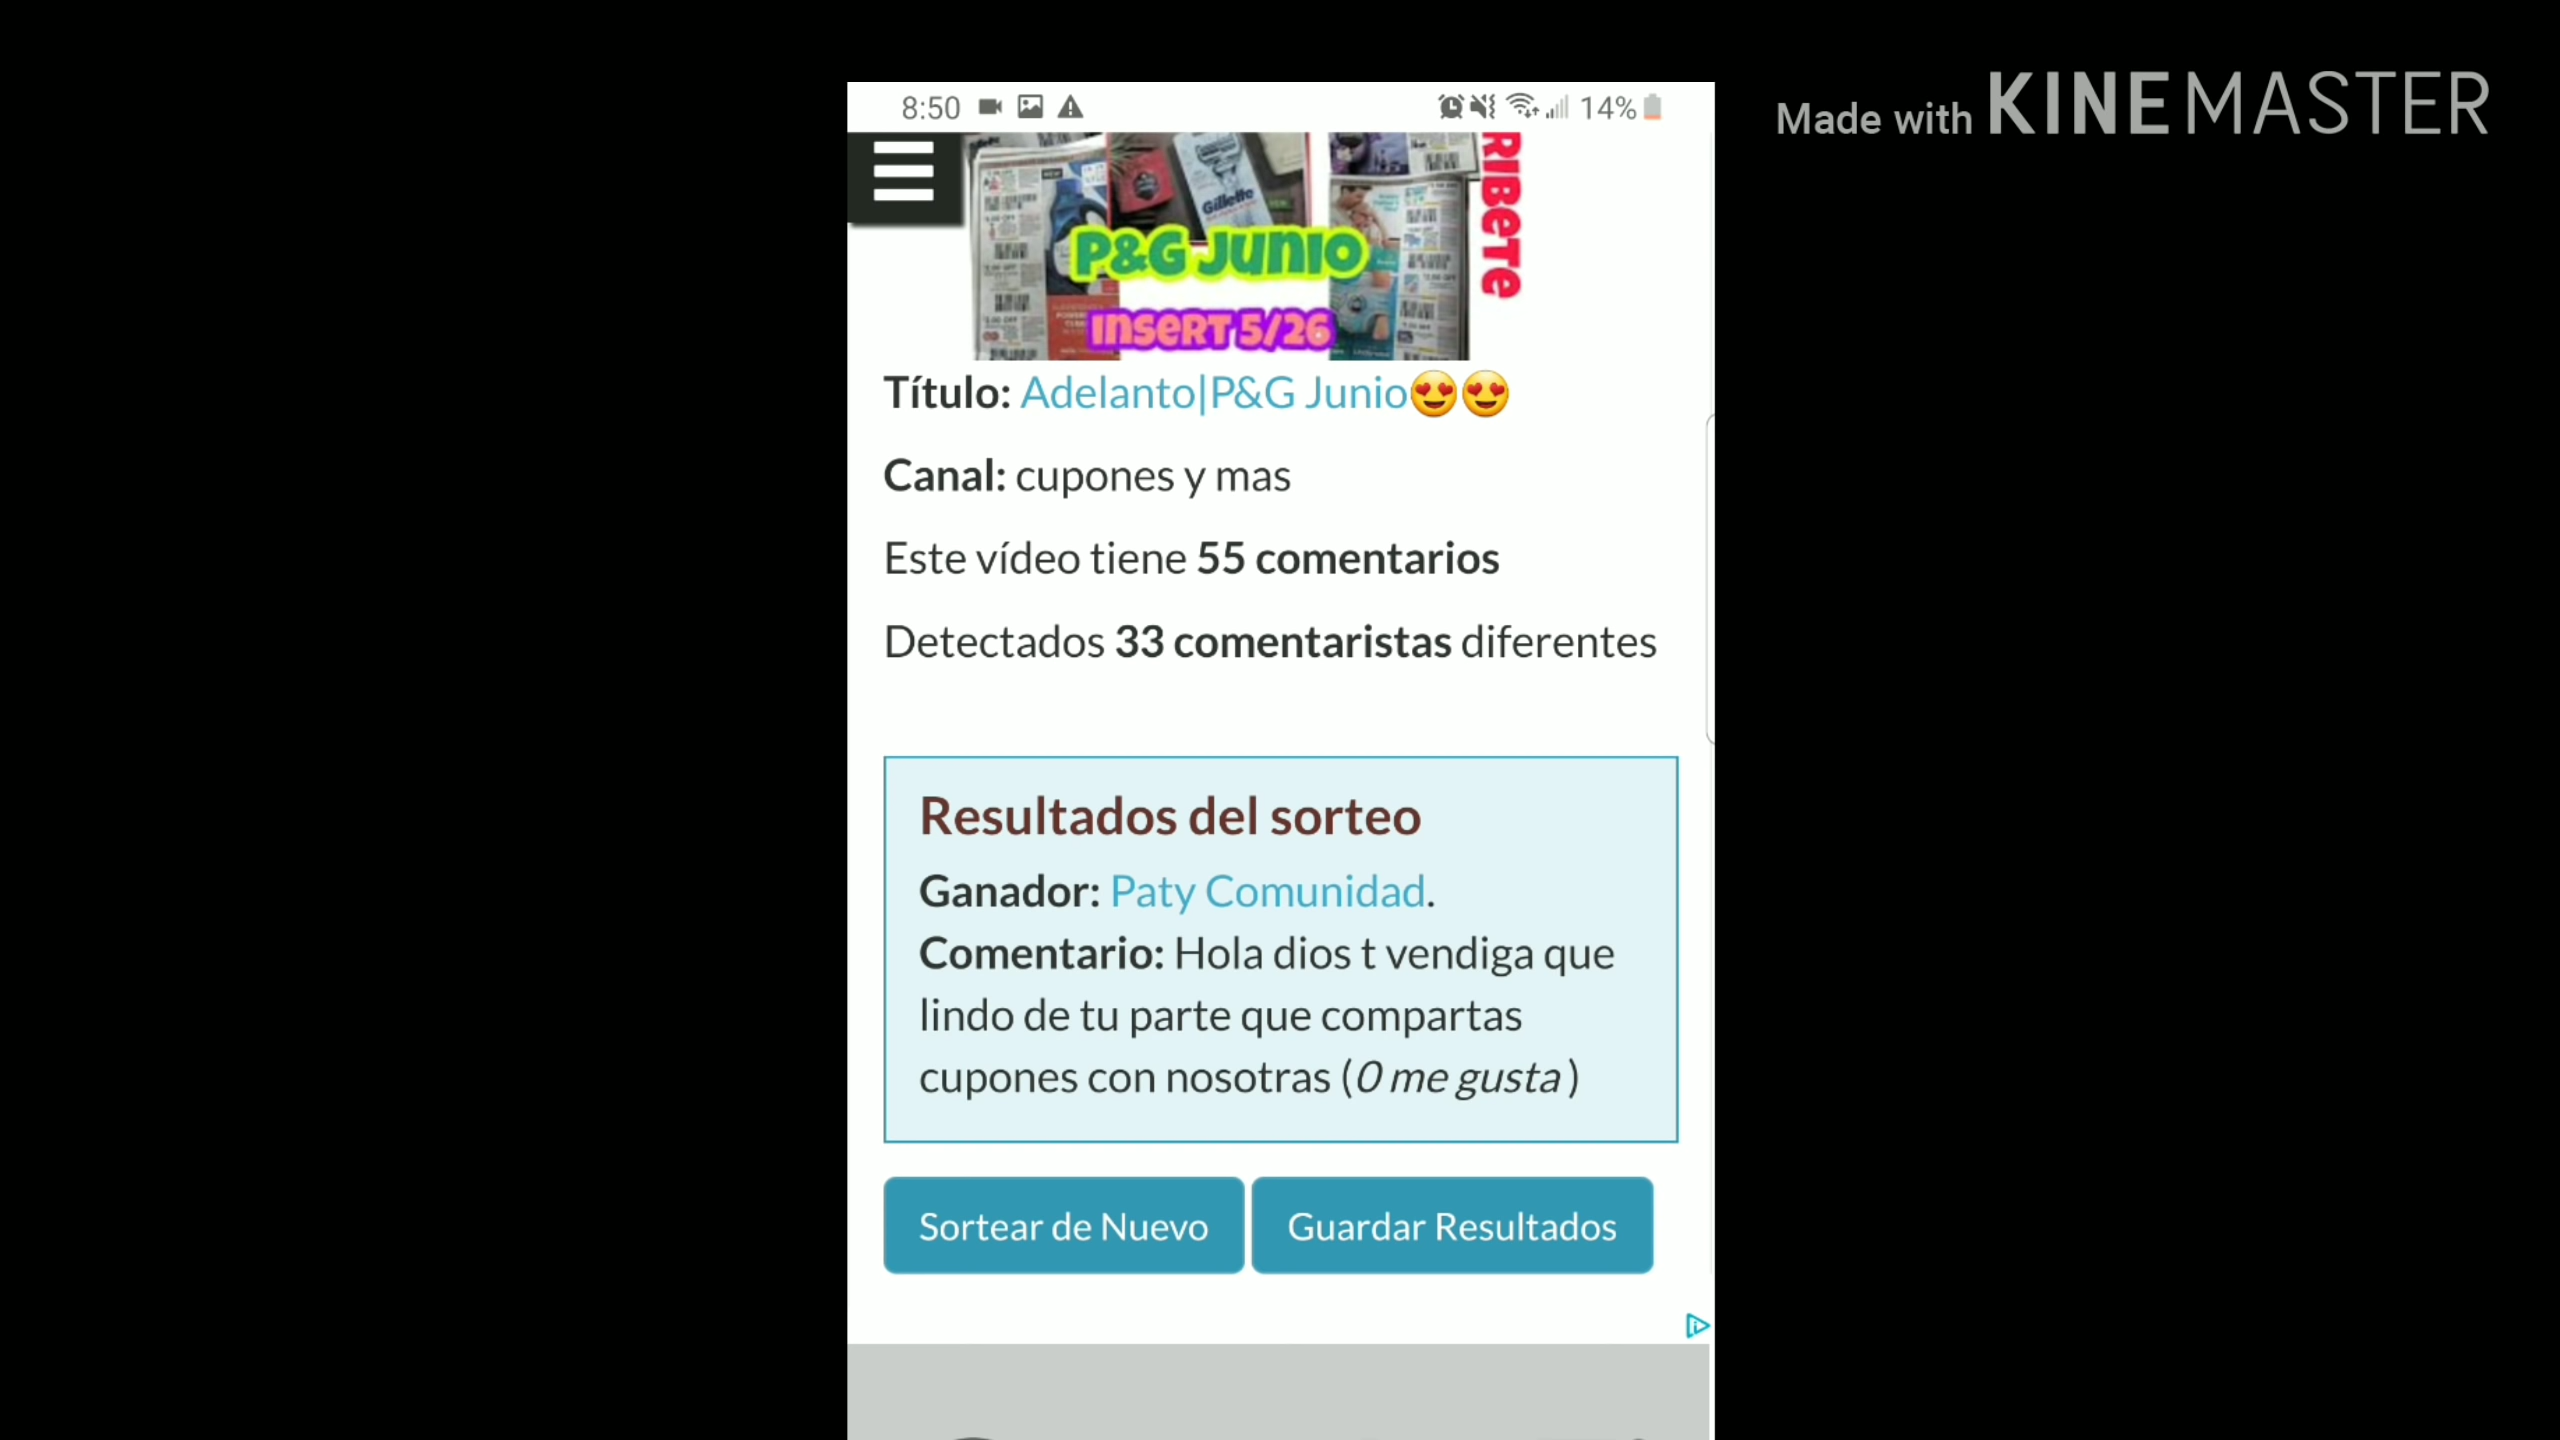 8:50
14%
Made with KINEMASTER
RIBETE
Gillette
P&G JUNIO
INSERT 5/26
Título: Adelanto|P&G Junio😍😍
Canal: cupones y mas
Este vídeo tiene 55 comentarios
Detectados 33 comentaristas diferentes
Resultados del sorteo
Ganador: Paty Comunidad.
Comentario: Hola dios t vendiga que
lindo de tu parte que compartas
cupones con nosotras (0 me gusta )
Sortear de Nuevo
Guardar Resultados